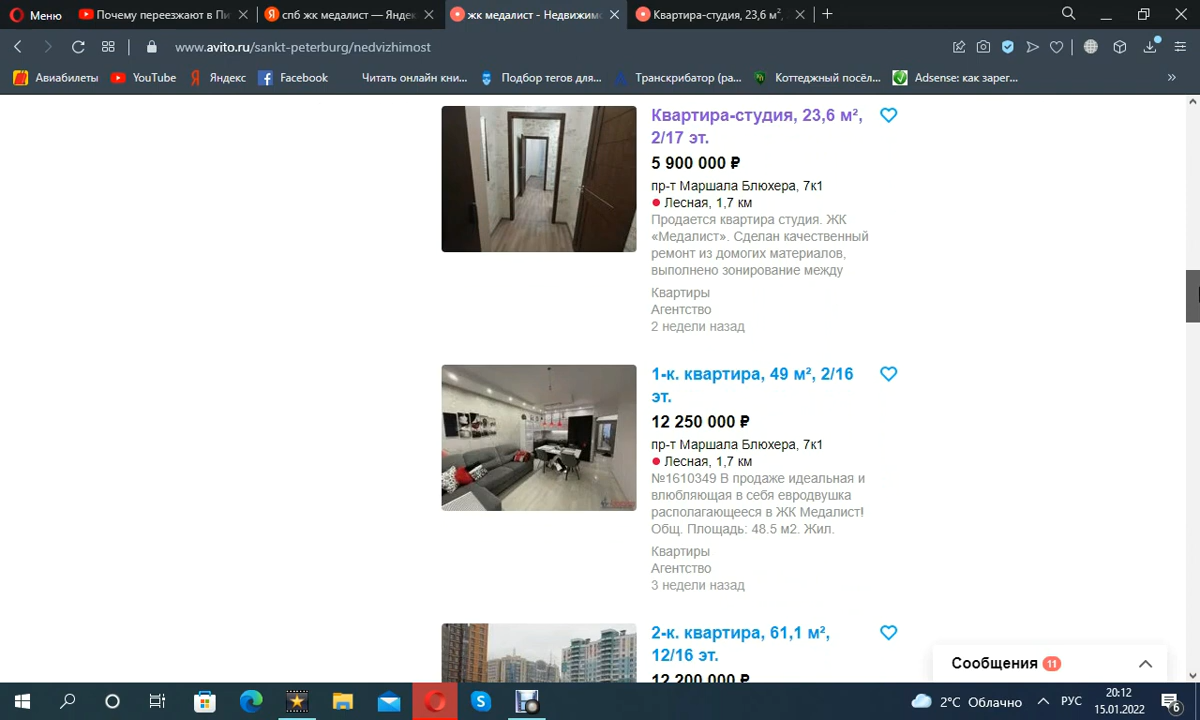 Меню
Почему переезжают в Пи
спб жк медалист — Яндекс
жк медалист - Недвижимо
Квартира-студия, 23,6 м²,
www.avito.ru/sankt-peterburg/nedvizhimost
Авиабилеты
YouTube
Яндекс
Facebook
Читать онлайн кни...
Подбор тегов для...
Транскрибатор (ра...
Коттеджный посёл...
Adsense: как зарег...
Квартира-студия, 23,6 м²,
2/17 эт.
5 900 000 ₽
пр-т Маршала Блюхера, 7к1
Лесная, 1,7 км
Продается квартира студия. ЖК
«Медалист». Сделан качественный
ремонт из домогих материалов,
выполнено зонирование между
Квартиры
Агентство
2 недели назад
1-к. квартира, 49 м², 2/16
эт.
12 250 000 ₽
пр-т Маршала Блюхера, 7к1
Лесная, 1,7 км
№1610349 В продаже идеальная и
влюбляющая в себя евродвушка
располагающееся в ЖК Медалист!
Общ. Площадь: 48.5 м2. Жил.
Квартиры
Агентство
3 недели назад
2-к. квартира, 61,1 м²,
12/16 эт.
12 200 000 ₽
Сообщения 11
2°C Облачно
РУС
20:12
15.01.2022
6